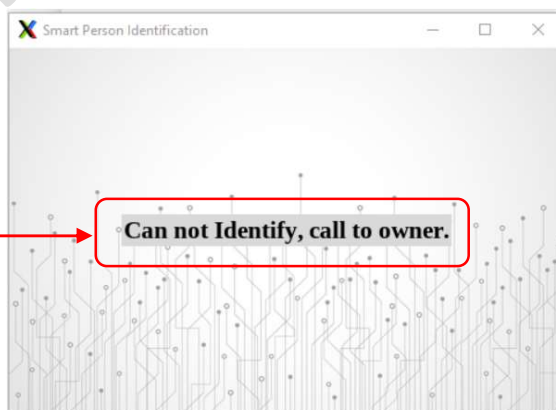 Smart Person Identification
Can not Identify, call to owner.